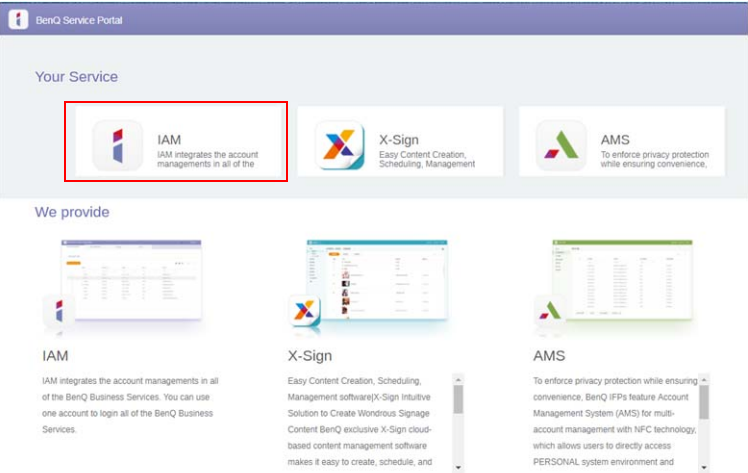 BenQ Service Portal
Your Service
IAM
IAM integrates the account
managements in all of the
X-Sign
Easy Content Creation,
Scheduling, Management
AMS
To enforce privacy protection
while ensuring convenience,
We provide
IAM
IAM integrates the account managements in all
of the BenQ Business Services. You can use
one account to login all of the BenQ Business
Services.
X-Sign
Easy Content Creation, Scheduling,
Management software|X-Sign Intuitive
Solution to Create Wondrous Signage
Content BenQ exclusive X-Sign cloud-
based content management software
makes it easy to create, schedule, and
AMS
To enforce privacy protection while ensuring
convenience, BenQ IFPs feature Account
Management System (AMS) for multi-
account management with NFC technology,
which allows users to directly access
PERSONAL system environment and